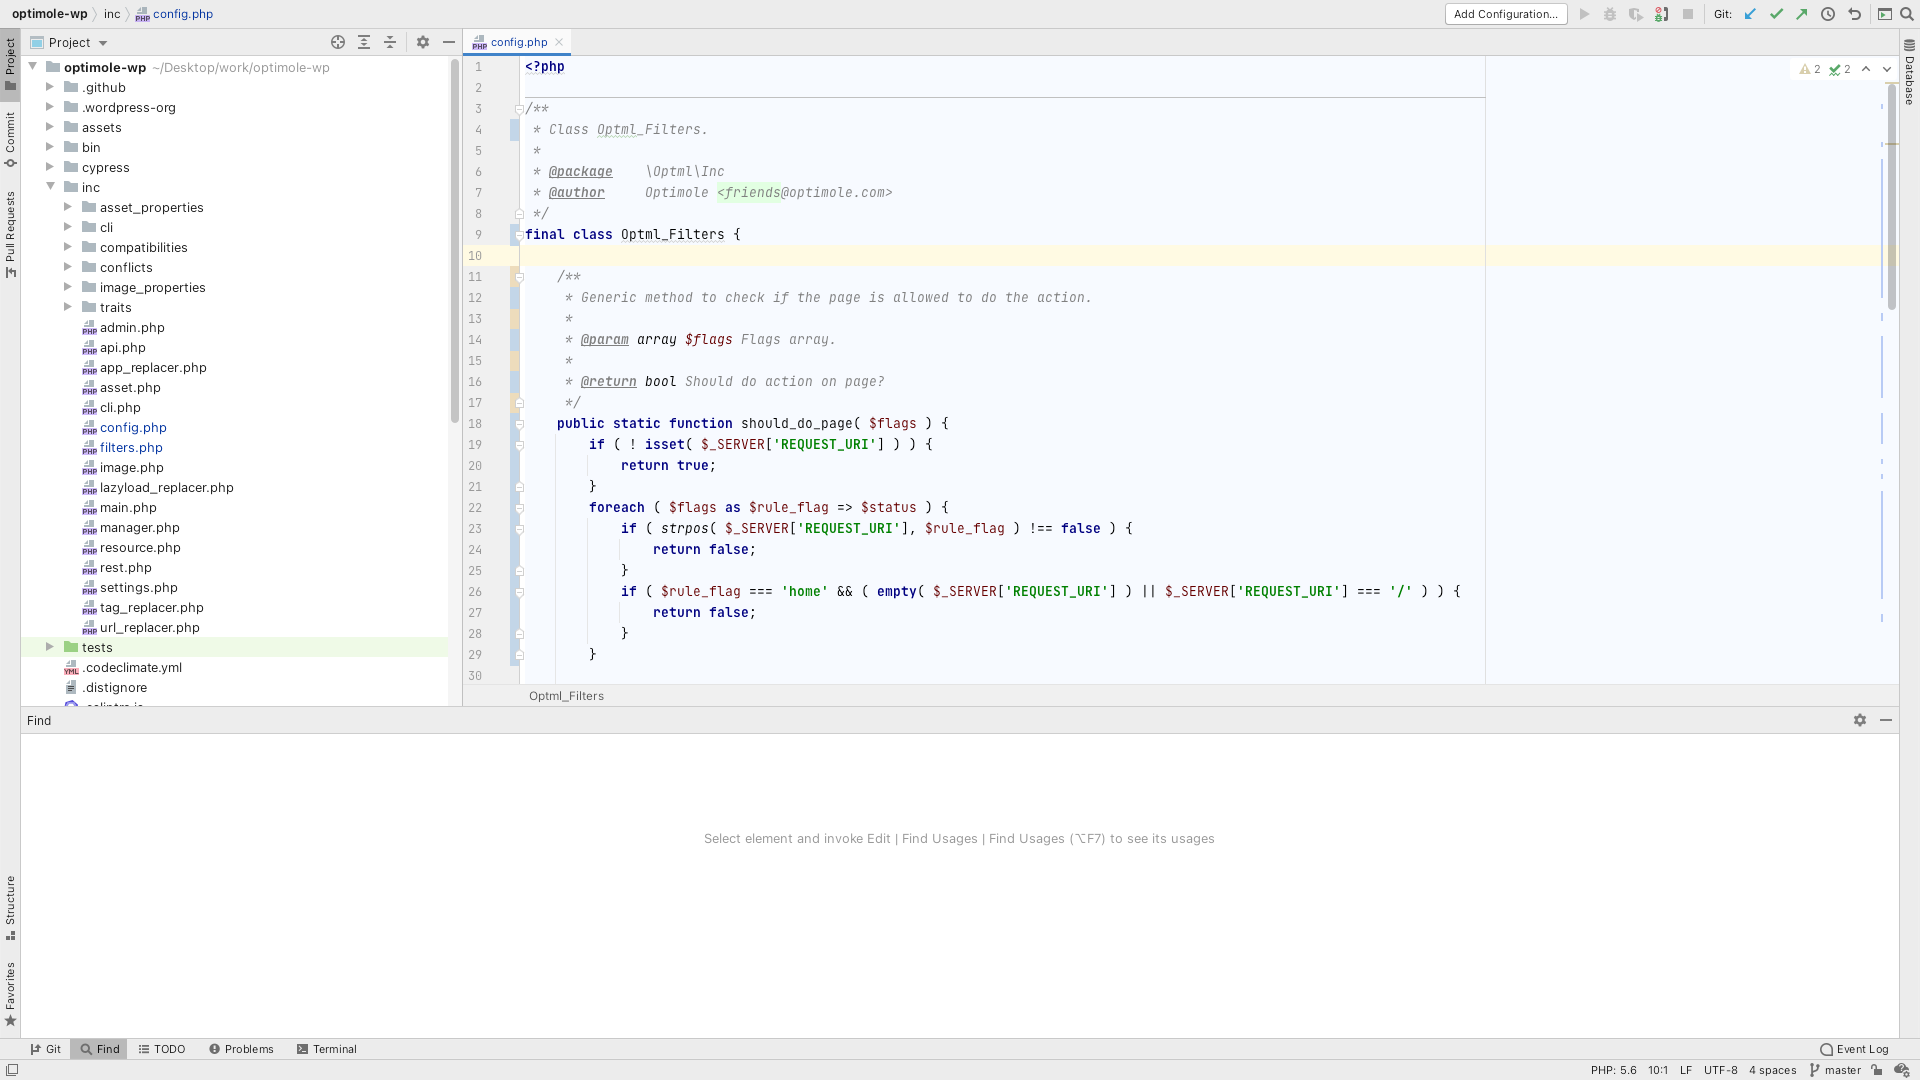 optimole-wp inc config.php
Add Configuration... Git:
Project
config.php
Project
Commit
Pull Requests
Structure
Favorites
Database
optimole-wp ~/Desktop/work/optimole-wp
.github
.wordpress-org
assets
bin
cypress
inc
asset_properties
cli
compatibilities
conflicts
image_properties
traits
admin.php
api.php
app_replacer.php
asset.php
cli.php
config.php
filters.php
image.php
lazyload_replacer.php
main.php
manager.php
resource.php
rest.php
settings.php
tag_replacer.php
url_replacer.php
tests
.codeclimate.yml
.distignore
2 2
1 <?php
2
3 /**
4 * Class Optml_Filters.
5 *
6 * @package \Optml\Inc
7 * @author Optimole <friends@optimole.com>
8 */
9 final class Optml_Filters {
10
11 /**
12 * Generic method to check if the page is allowed to do the action.
13 *
14 * @param array $flags Flags array.
15 *
16 * @return bool Should do action on page?
17 */
18 public static function should_do_page( $flags ) {
19 if ( ! isset( $_SERVER['REQUEST_URI'] ) ) {
20 return true;
21 }
22 foreach ( $flags as $rule_flag => $status ) {
23 if ( strpos( $_SERVER['REQUEST_URI'], $rule_flag ) !== false ) {
24 return false;
25 }
26 if ( $rule_flag === 'home' && ( empty( $_SERVER['REQUEST_URI'] ) || $_SERVER['REQUEST_URI'] === '/' ) ) {
27 return false;
28 }
29 }
30
Optml_Filters
Find
Select element and invoke Edit | Find Usages | Find Usages (⌥F7) to see its usages
Git Find TODO Problems Terminal Event Log
PHP: 5.6 10:1 LF UTF-8 4 spaces master